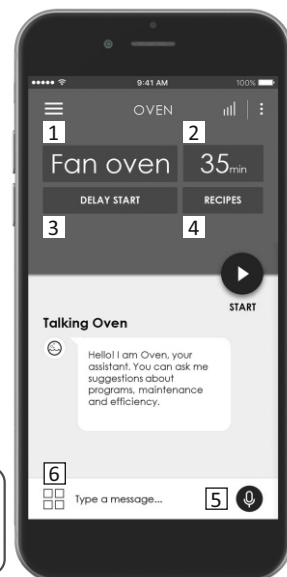 9:41 AM 100%
OVEN
1 2
Fan oven 35min
DELAY START RECIPES
3 4
START
Talking Oven
Hello! I am Oven, your
assistant. You can ask me
suggestions about
programs, maintenance
and efficiency.
6
Type a message... 5